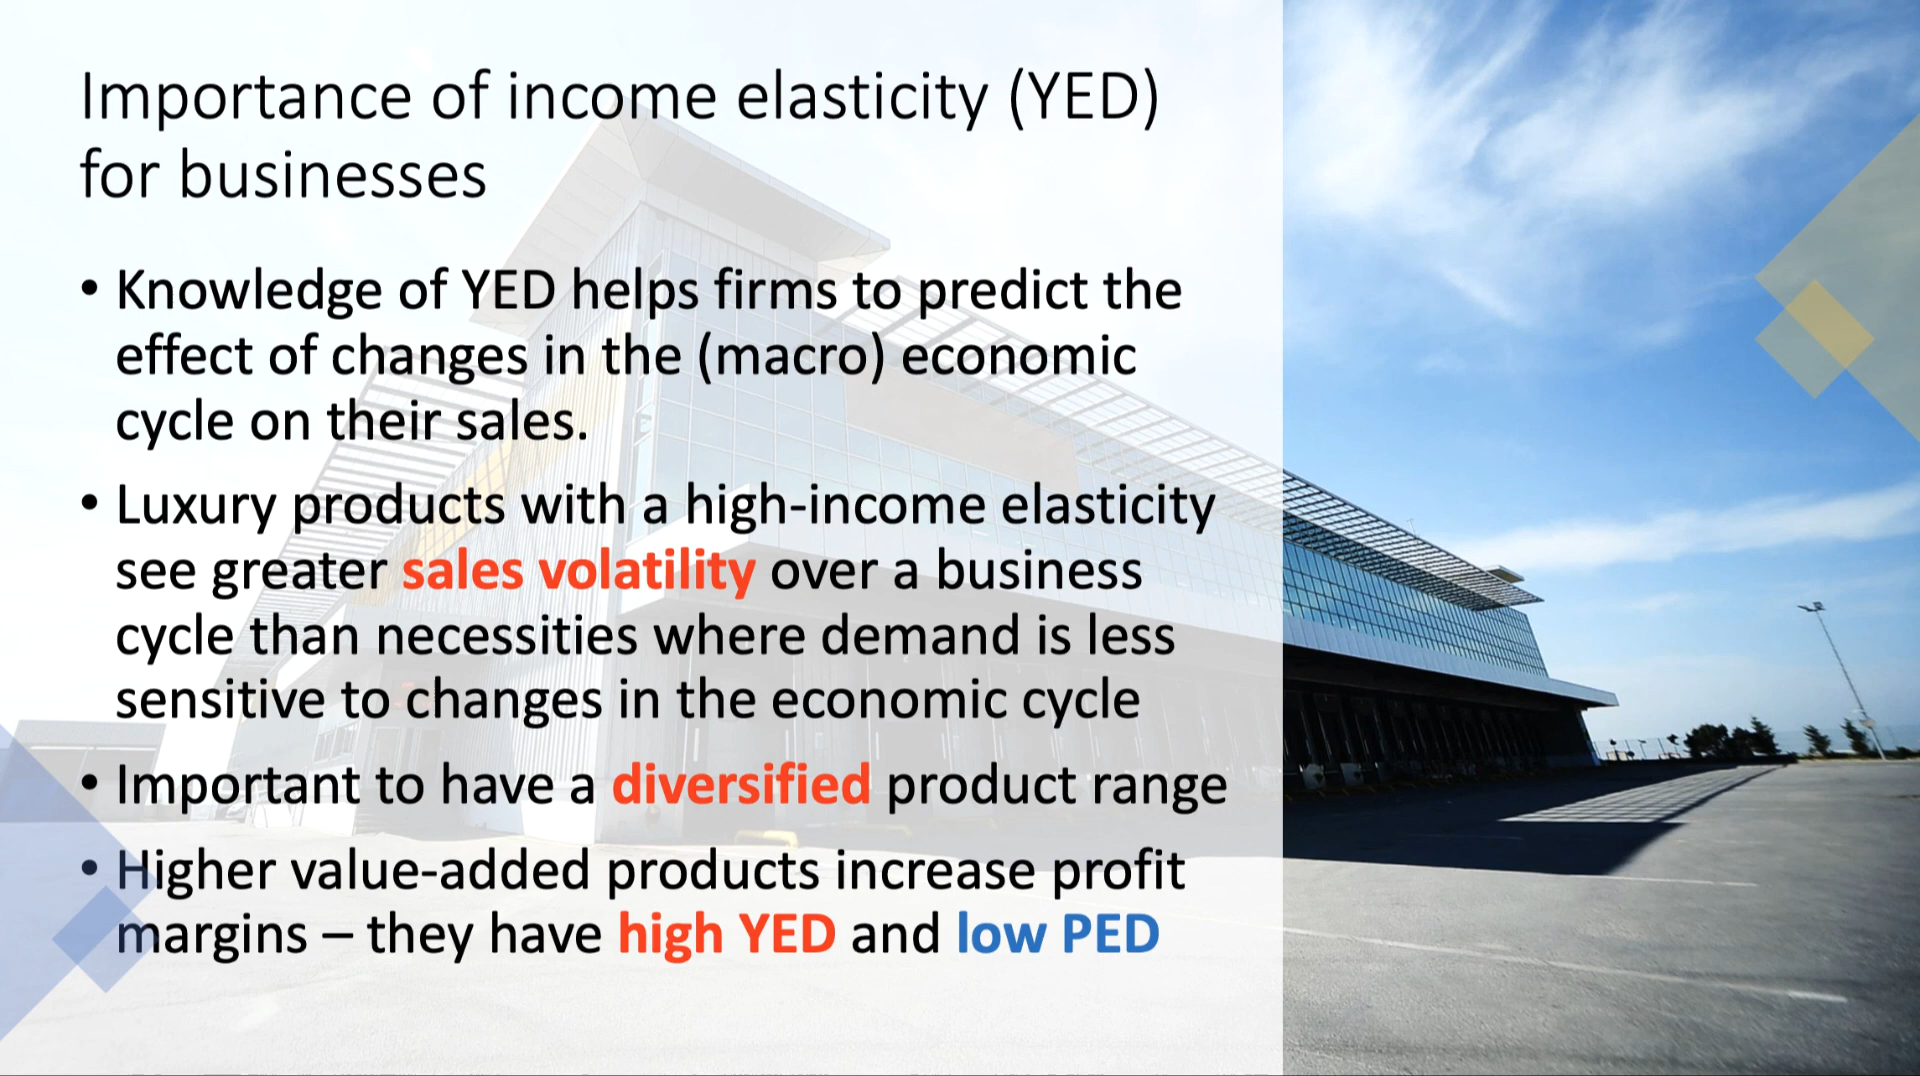 Importance of income elasticity (YED)
for businesses
• Knowledge of YED helps firms to predict the
effect of changes in the (macro) economic
cycle on their sales.
• Luxury products with a high-income elasticity
see greater sales volatility over a business
cycle than necessities where demand is less
sensitive to changes in the economic cycle
• Important to have a diversified product range
• Higher value-added products increase profit
margins – they have high YED and low PED